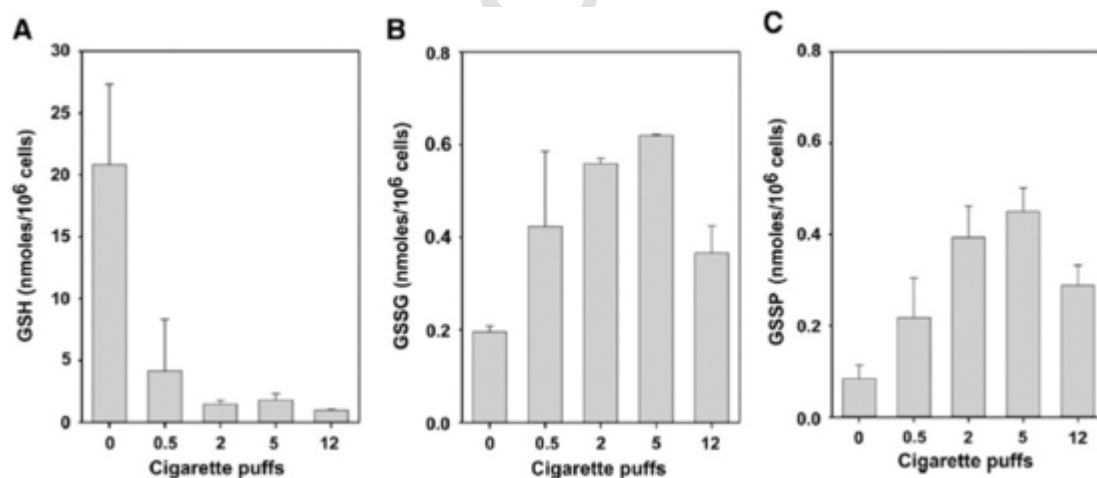 A
GSH (nmoles/10⁶ cells)
30
25
20
15
10
5
0
0 0.5 2 5 12
Cigarette puffs
B
GSSG (nmoles/10⁶ cells)
0.8
0.6
0.4
0.2
0.0
0 0.5 2 5 12
Cigarette puffs
C
GSSP (nmoles/10⁶ cells)
0.8
0.6
0.4
0.2
0.0
0 0.5 2 5 12
Cigarette puffs